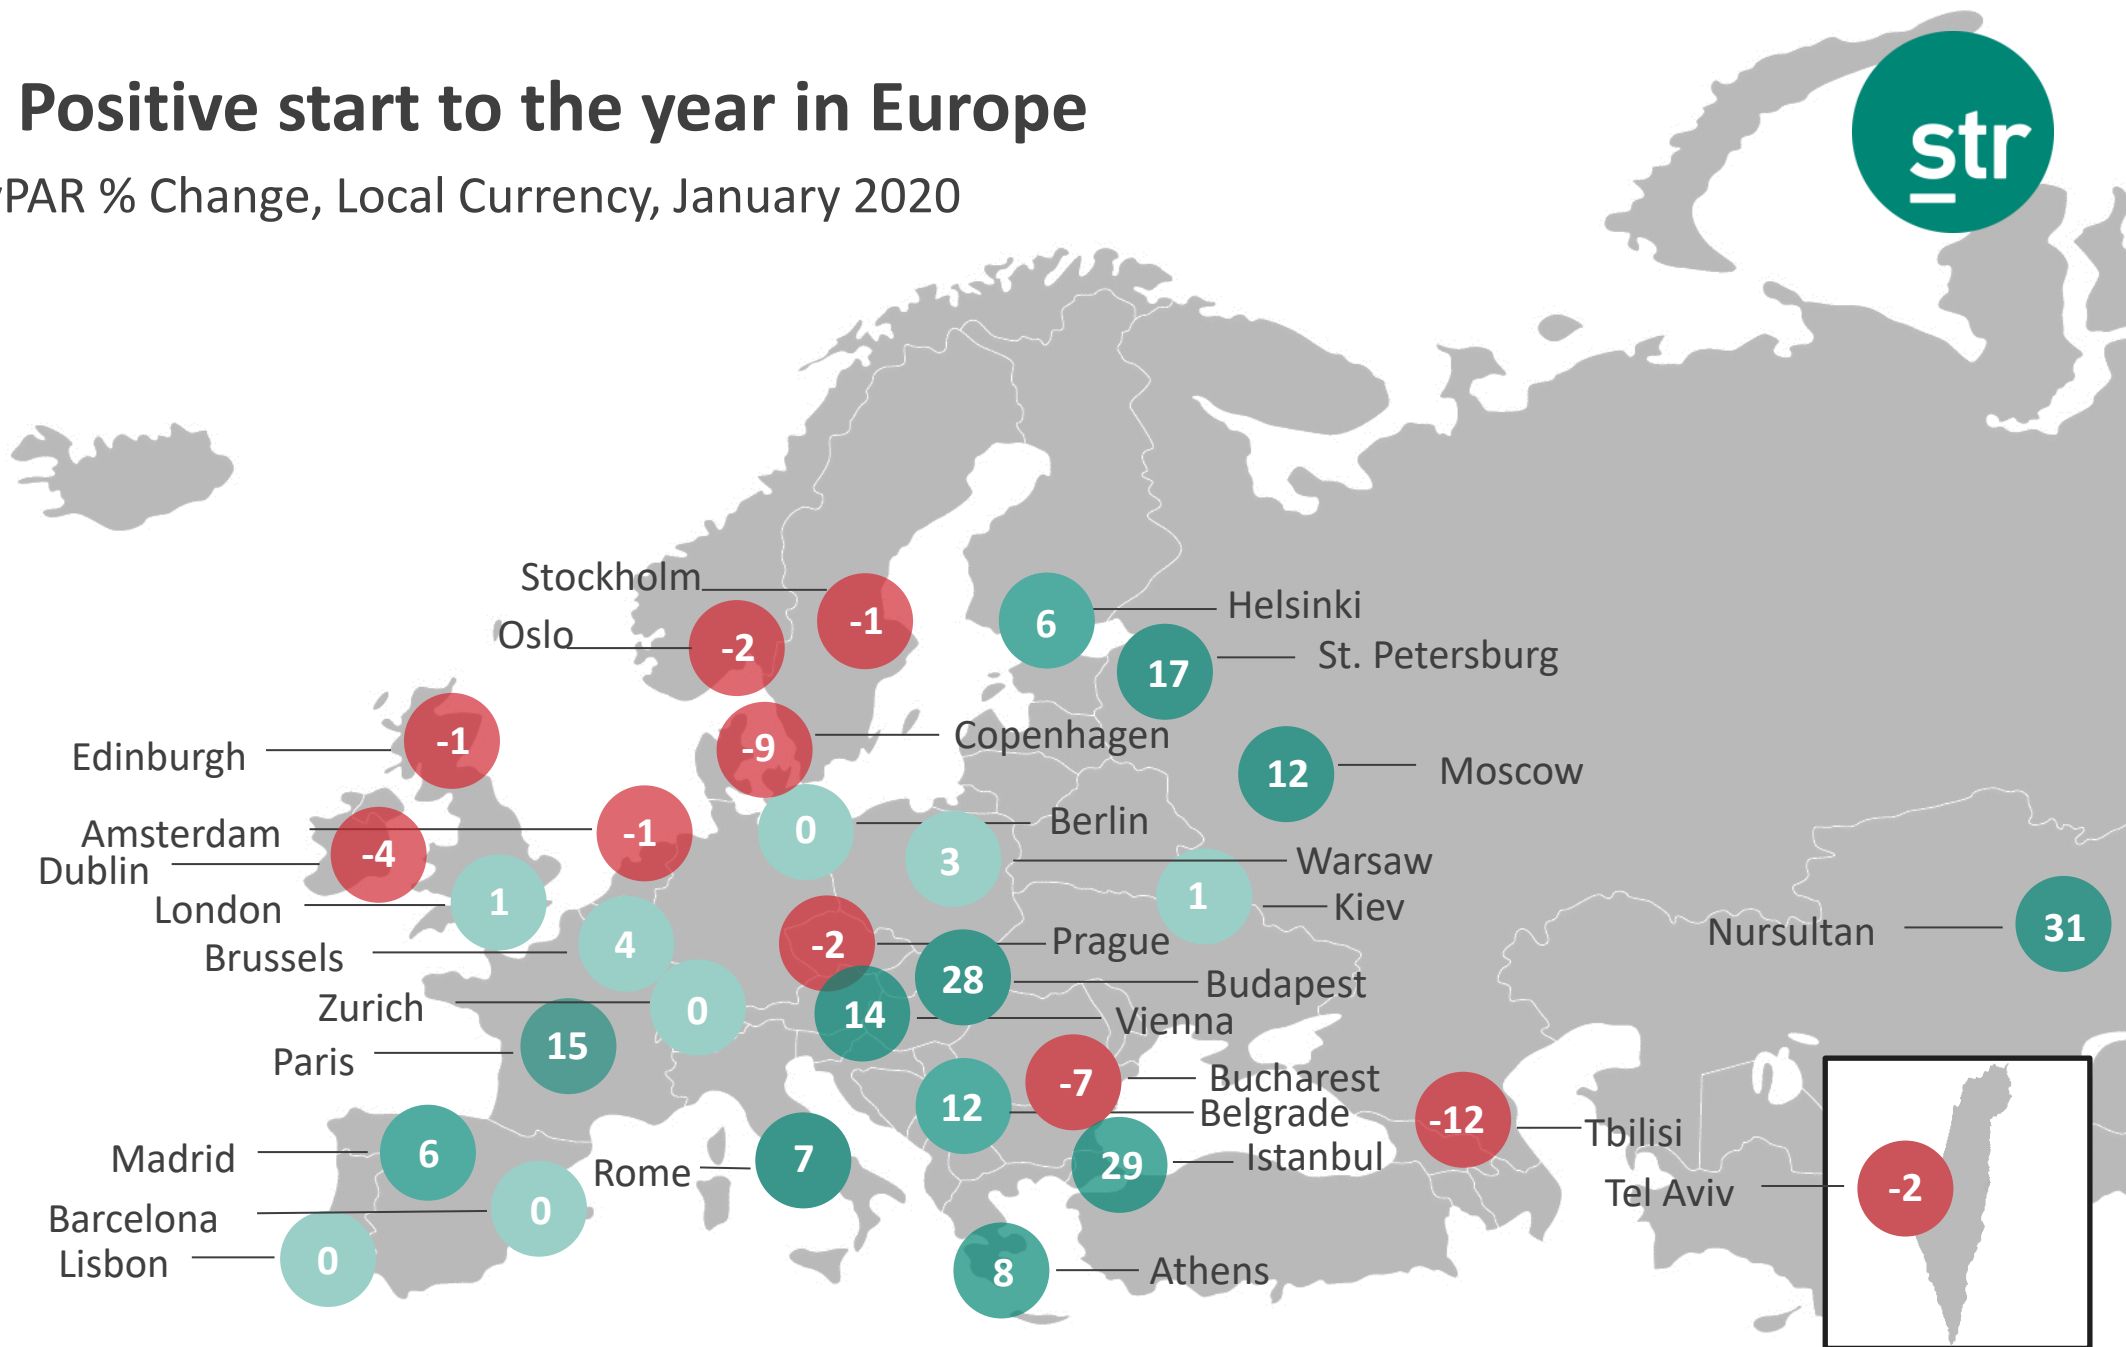 Positive start to the year in Europe
str
vPAR % Change, Local Currency, January 2020
Stockholm
-1
6
Helsinki
Oslo
-2
17
St. Petersburg
Edinburgh
-1
-9
Copenhagen
12
Moscow
Amsterdam
-1
0
Berlin
Dublin
-4
3
Warsaw
London
1
1
Kiev
Brussels
4
-2
Prague
Nursultan
31
28
Budapest
Zurich
0
14
Vienna
Paris
15
-7
Bucharest
12
Belgrade
-12
Tbilisi
Madrid
6
Rome
7
29
Istanbul
Tel Aviv
-2
Barcelona
0
Lisbon
0
8
Athens